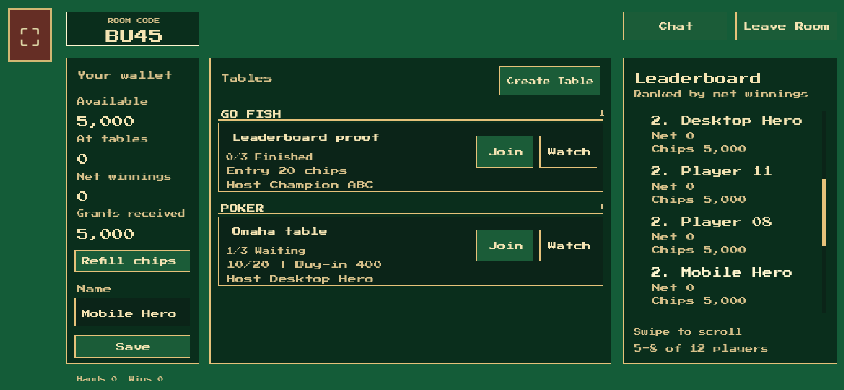 ROOM CODE
BU45
Chat
Leave Room
Your wallet
Available
5,000
At tables
0
Net winnings
0
Grants received
5,000
Refill chips
Name
Mobile Hero
Save
Hands 0 Wins 0
Tables
Create Table
GO FISH 1
Leaderboard proof
0/3 Finished
Entry 20 chips
Host Champion ABC
Join
Watch
POKER
Omaha table
1/3 Waiting
10/20 | Buy-in 400
Host Desktop Hero
Join
Watch
Leaderboard
Ranked by net winnings
2. Desktop Hero
Net 0
Chips 5,000
2. Player 11
Net 0
Chips 5,000
2. Player 08
Net 0
Chips 5,000
2. Mobile Hero
Net 0
Chips 5,000
Swipe to scroll
5-8 of 12 players